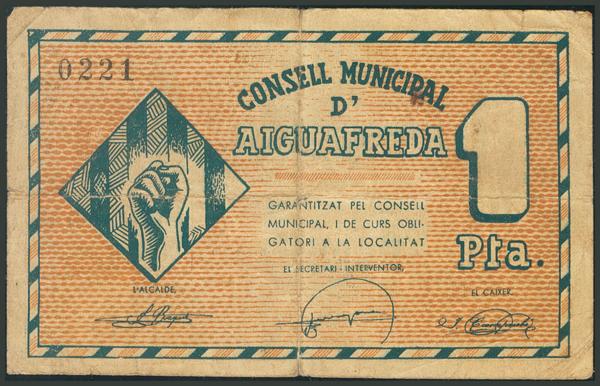 0221
CONSELL MUNICIPAL
D'
AIGUAFREDA
1
Pta.
GARANTITZAT PEL CONSELL
MUNICIPAL, I DE CURS OBLI-
GATORI A LA LOCALITAT
EL SECRETARI - INTERVENTOR,
L'ALCALDE,
EL CAIXER,